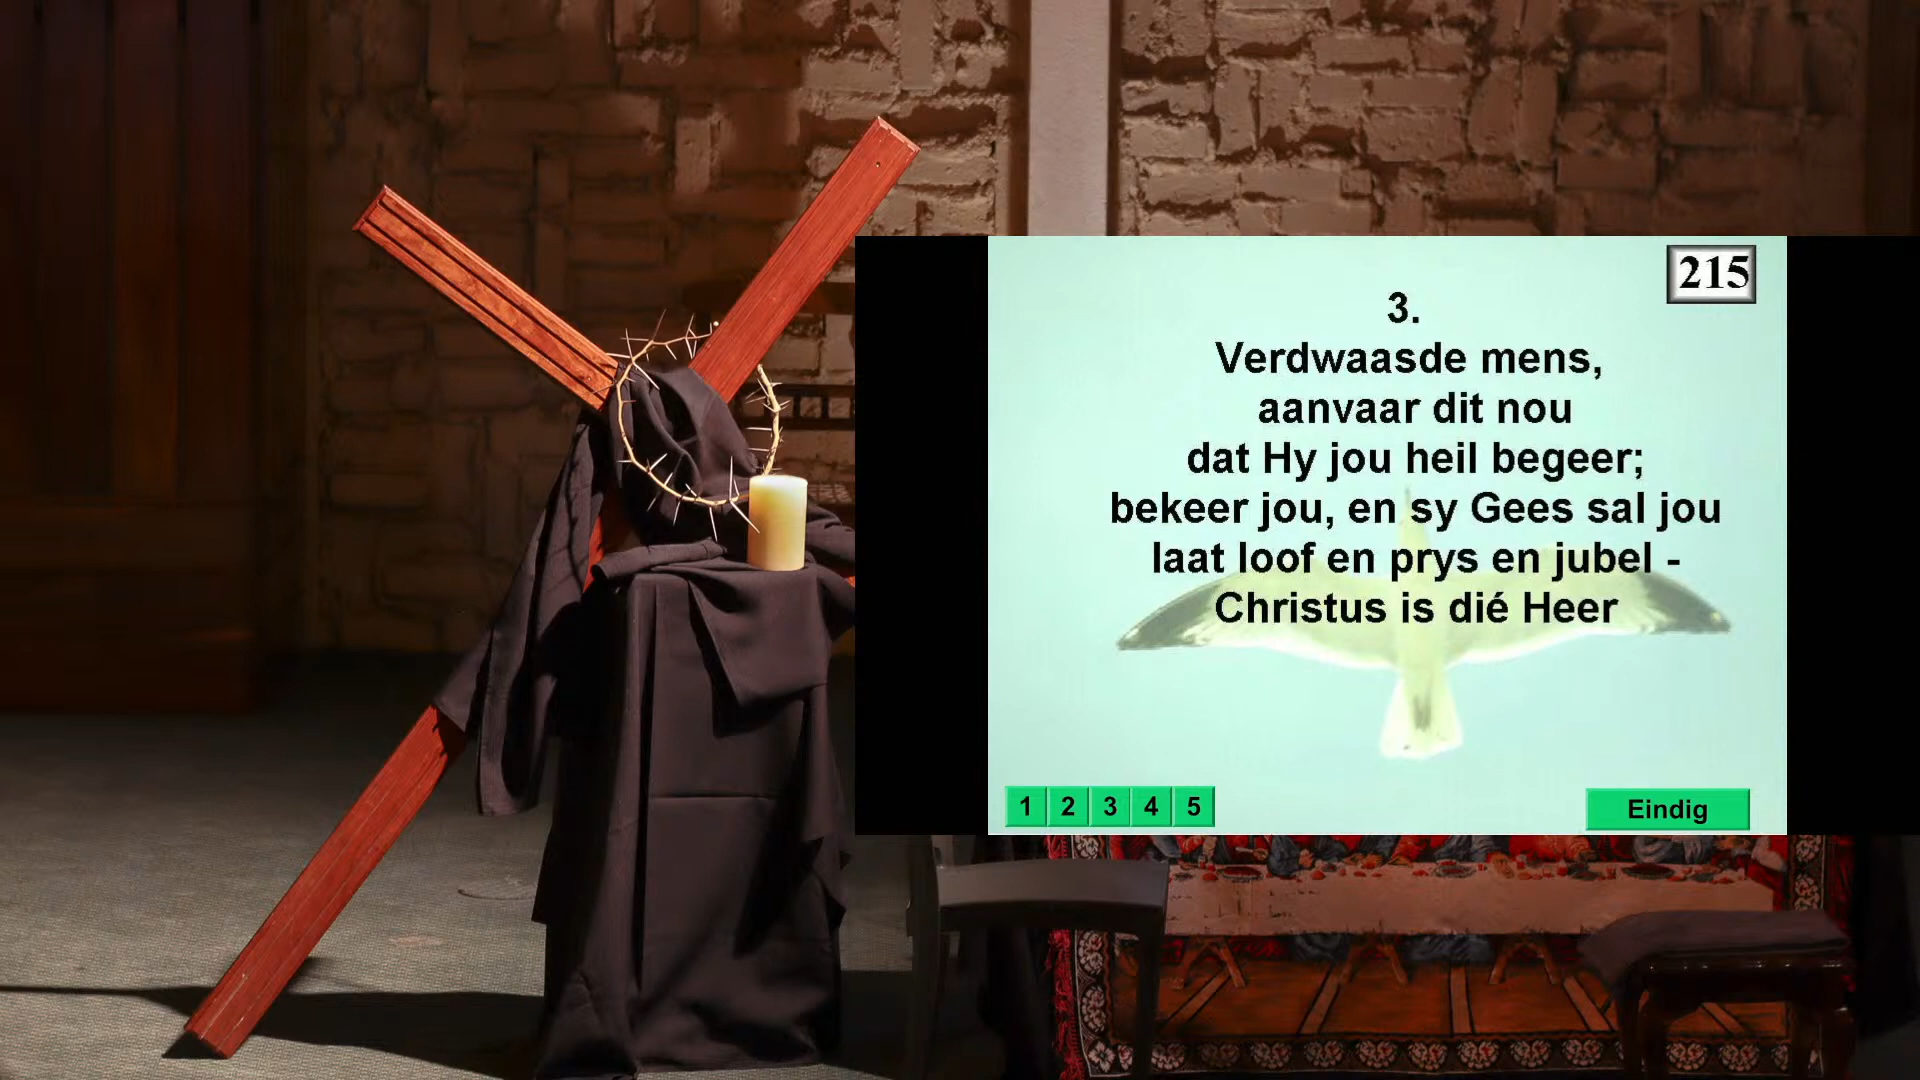 215
3.
Verdwaasde mens,
aanvaar dit nou
dat Hy jou heil begeer;
bekeer jou, en sy Gees sal jou
laat loof en prys en jubel -
Christus is dié Heer
1 2 3 4 5
Eindig